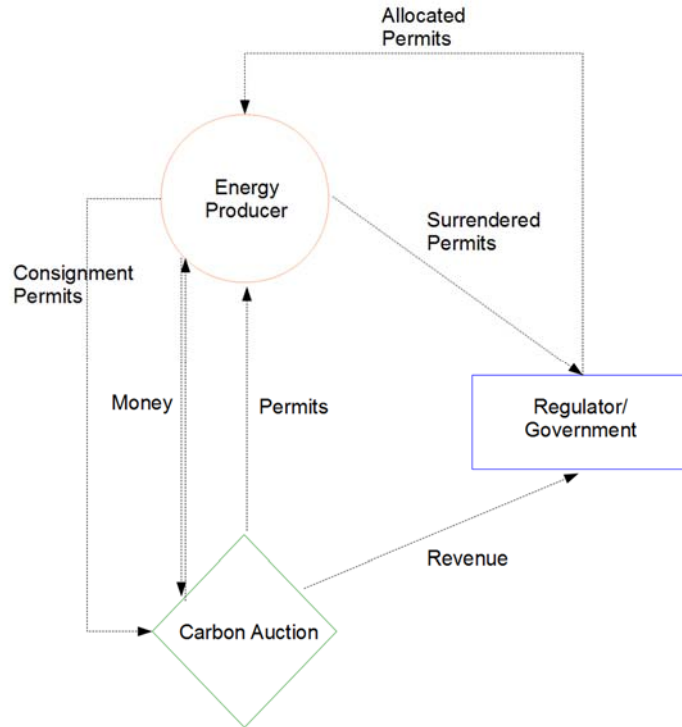 Allocated
Permits
Energy
Producer
Surrendered
Permits
Consignment
Permits
Money
Permits
Regulator/
Government
Revenue
Carbon Auction